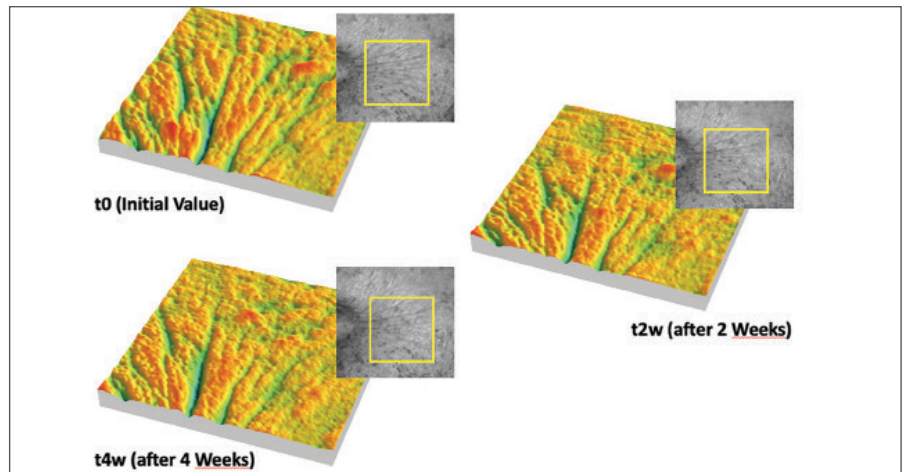 t0 (Initial Value)
t2w (after 2 Weeks)
t4w (after 4 Weeks)